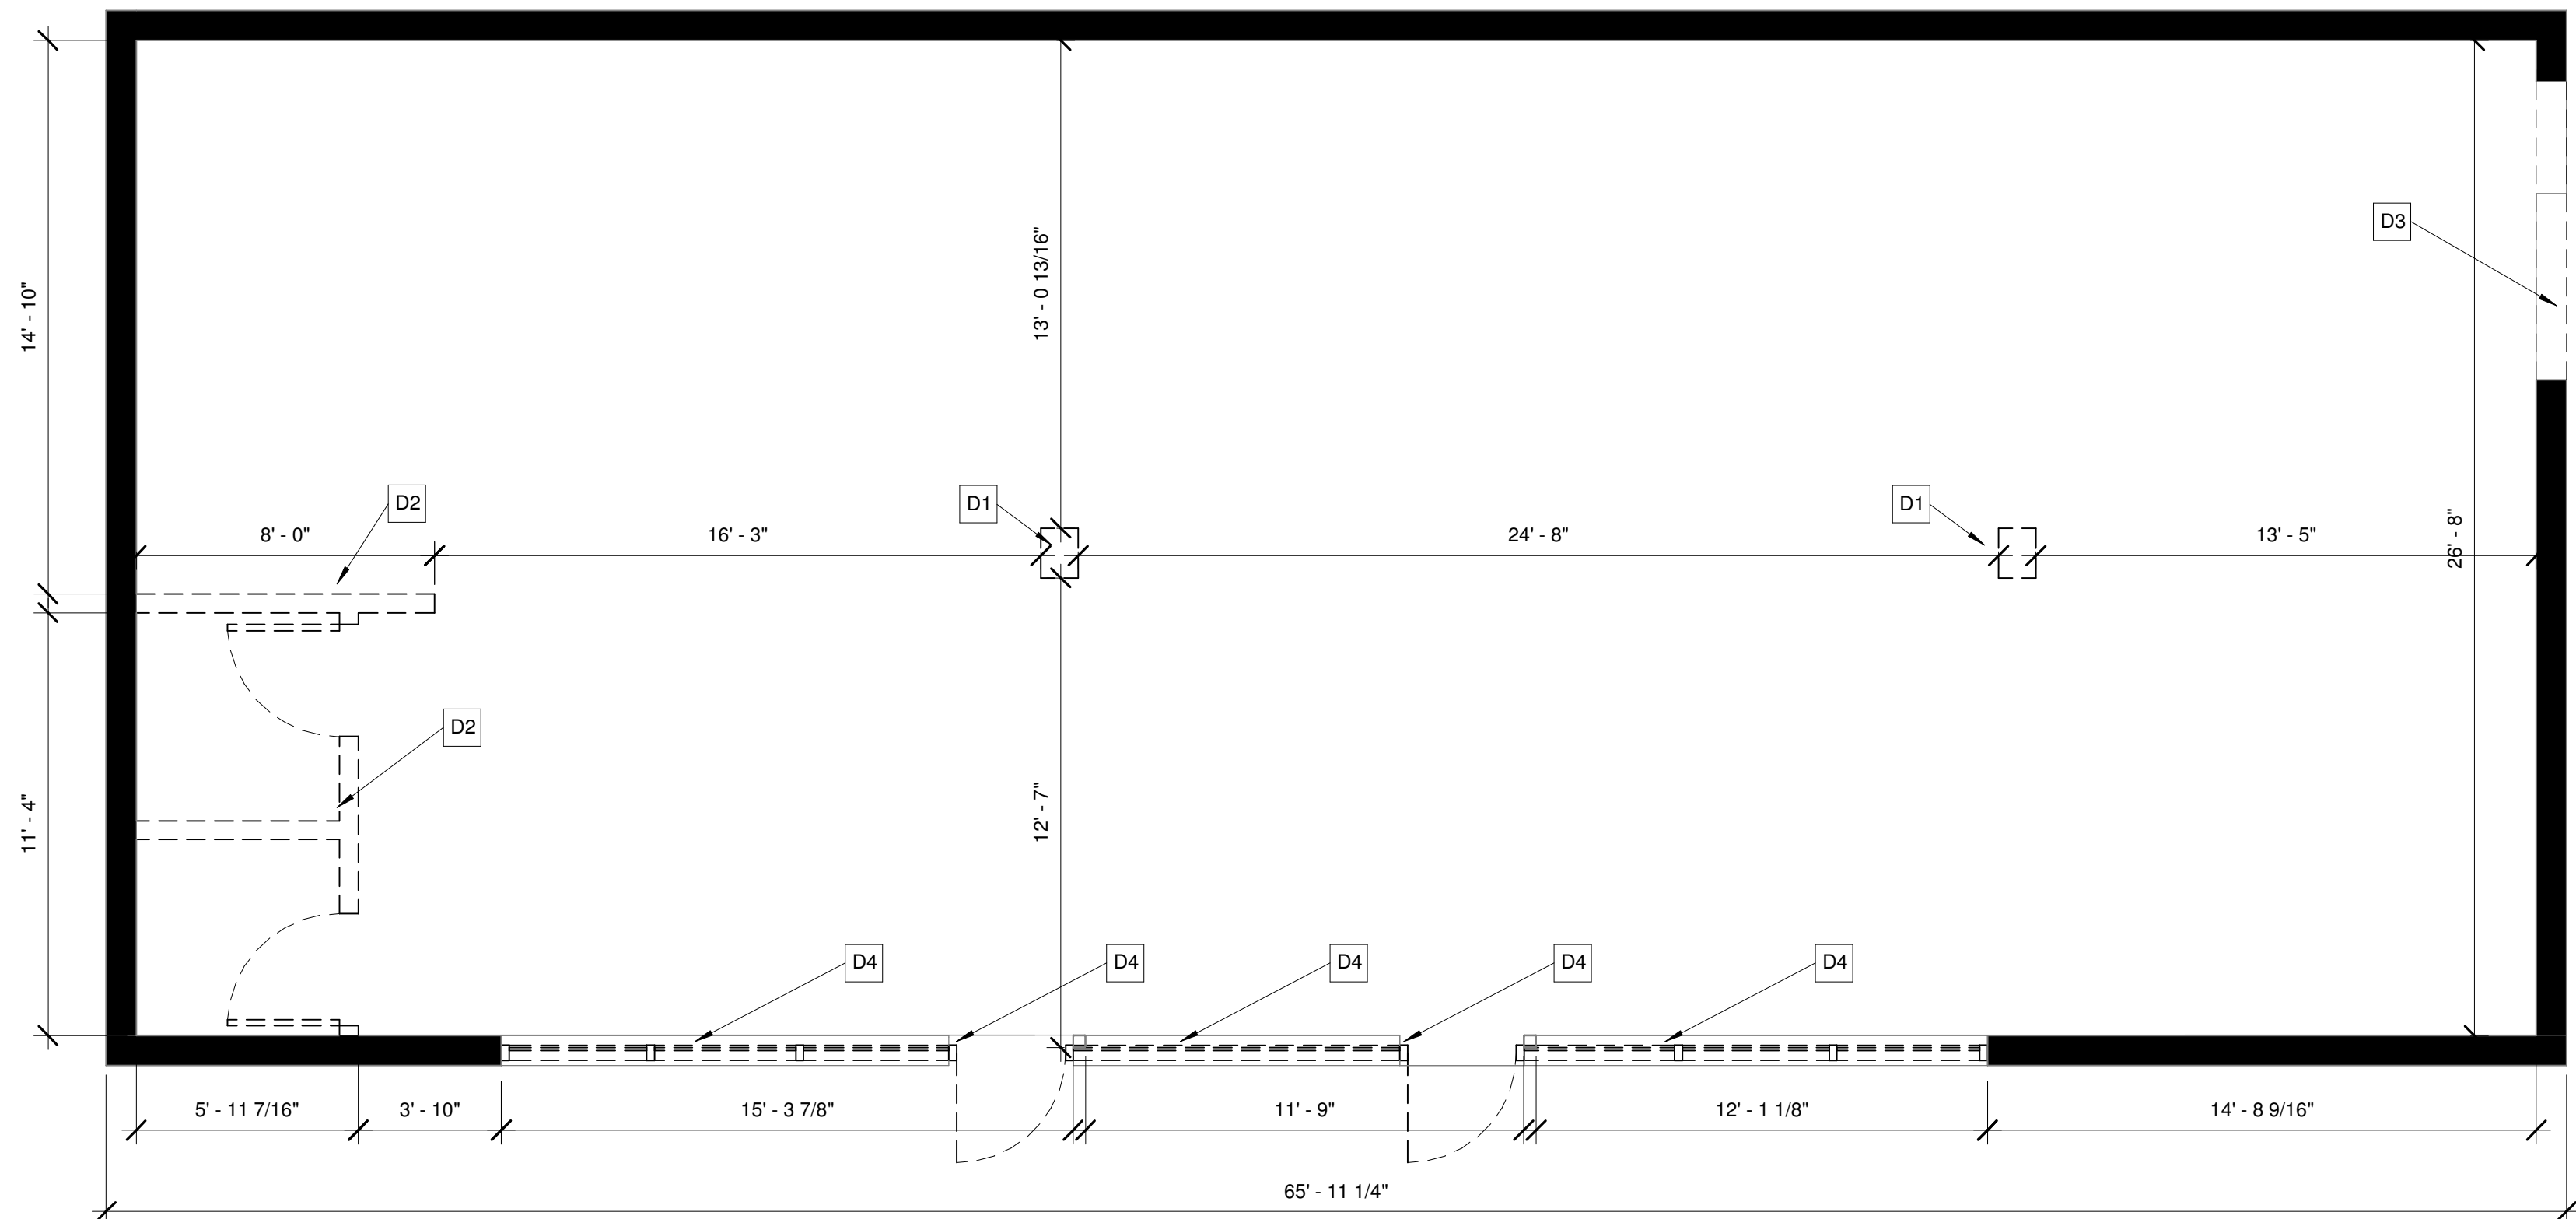 D3
13' - 0 13/16"
14' - 10"
D2
D1
D1
8' - 0"
16' - 3"
24' - 8"
26' - 8"
13' - 5"
D2
11' - 4"
12' - 7"
D4
D4
D4
D4
D4
5' - 11 7/16"
3' - 10"
15' - 3 7/8"
11' - 9"
12' - 1 1/8"
14' - 8 9/16"
65' - 11 1/4"